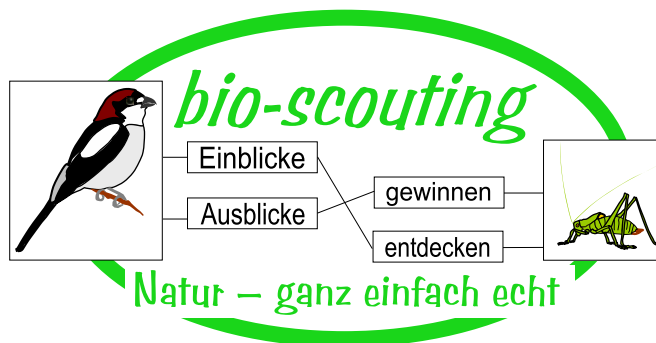 bio-scouting
Einblicke
Ausblicke
gewinnen
entdecken
Natur – ganz einfach echt